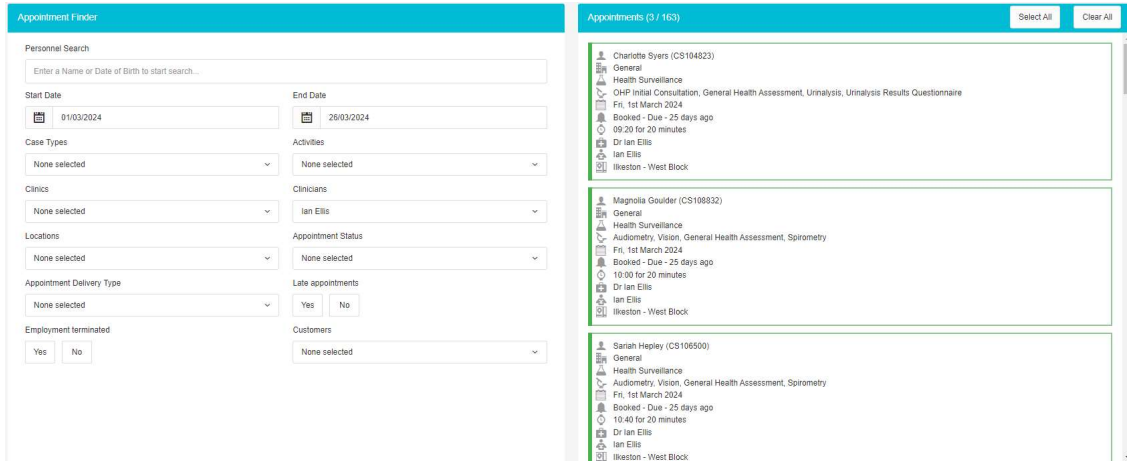 Appointment Finder
Personnel Search
Enter a Name or Date of Birth to start search...
Start Date
End Date
01/03/2024
26/03/2024
Case Types
Activities
None selected
None selected
Clinics
Clinicians
None selected
Ian Ellis
Locations
Appointment Status
None selected
None selected
Appointment Delivery Type
Late appointments
None selected
Yes
No
Employment terminated
Customers
Yes
No
None selected
Appointments (3 / 163)
Select All
Clear All
Charlotte Syers (CS104823)
General
Health Surveillance
OHP Initial Consultation, General Health Assessment, Urinalysis, Urinalysis Results Questionnaire
Fri, 1st March 2024
Booked - Due - 25 days ago
09:20 for 20 minutes
Dr Ian Ellis
Ian Ellis
Ilkeston - West Block
Magnolia Goulder (CS108832)
General
Health Surveillance
Audiometry, Vision, General Health Assessment, Spirometry
Fri, 1st March 2024
Booked - Due - 25 days ago
10:00 for 20 minutes
Dr Ian Ellis
Ian Ellis
Ilkeston - West Block
Sariah Hepley (CS106500)
General
Health Surveillance
Audiometry, Vision, General Health Assessment, Spirometry
Fri, 1st March 2024
Booked - Due - 25 days ago
10:40 for 20 minutes
Dr Ian Ellis
Ian Ellis
Ilkeston - West Block